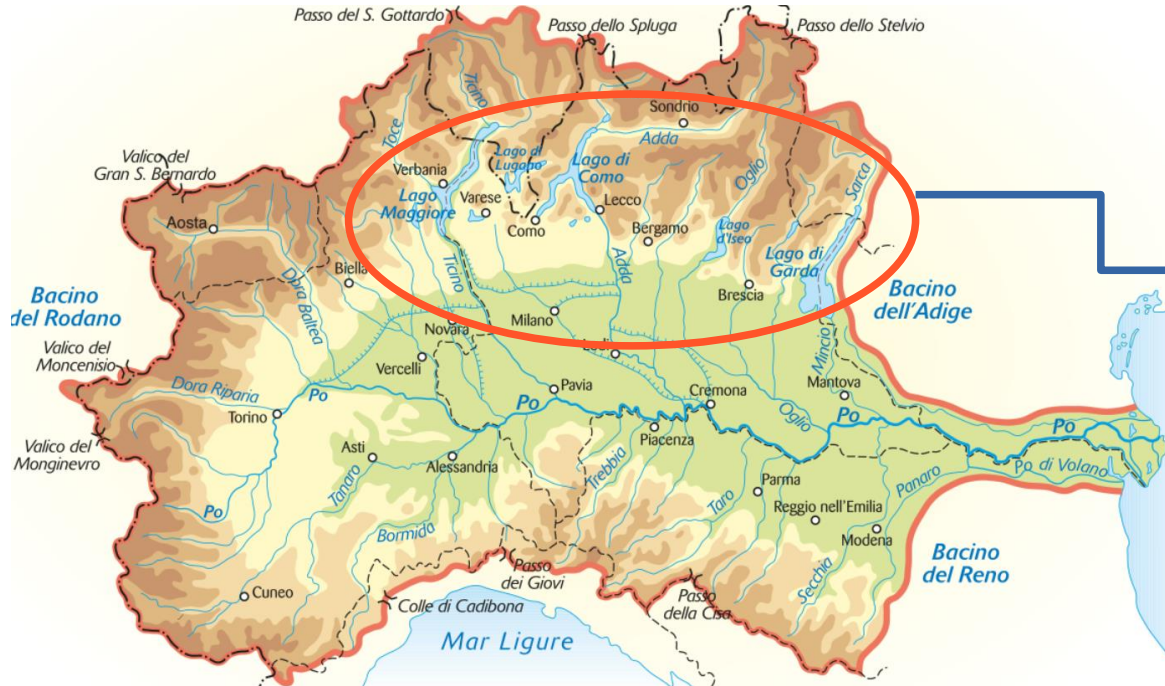 Passo del S. Gottardo
Passo dello Spluga
Passo dello Stelvio
Ticino
Toce
Sondrio
Adda
Valico del
Gran S. Bernardo
Verbania
Lago di
Lugano
Lago di
Como
Oglio
Sarca
Lago
Maggiore
Varese
Lecco
Aosta
Como
Bergamo
Lago
d'Iseo
Lago di
Garda
Biella
Ticino
Adda
Dora Baltea
Brescia
Bacino
del Rodano
Bacino
dell'Adige
Novara
Milano
Valico del
Moncenisio
Vercelli
Mincio
Dora Riparia
Po
Pavia
Cremona
Mantova
Torino
Po
Oglio
Po
Po
Valico del
Monginevro
Asti
Piacenza
Alessandria
Trebbia
Po di Volano
Tanaro
Panaro
Parma
Taro
Po
Reggio nell'Emilia
Bormida
Modena
Passo
dei Giovi
Bacino
del Reno
Secchia
Cuneo
Colle di Cadibona
Passo
della Cisa
Mar Ligure